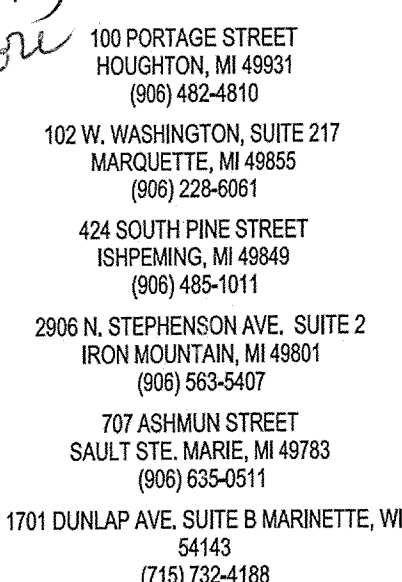 100 PORTAGE STREET
HOUGHTON, MI 49931
(906) 482-4810
102 W. WASHINGTON, SUITE 217
MARQUETTE, MI 49855
(906) 228-6061
424 SOUTH PINE STREET
ISHPEMING, MI 49849
(906) 485-1011
2906 N. STEPHENSON AVE. SUITE 2
IRON MOUNTAIN, MI 49801
(906) 563-5407
707 ASHMUN STREET
SAULT STE. MARIE, MI 49783
(906) 635-0511
1701 DUNLAP AVE. SUITE B MARINETTE, WI
54143
(715) 732-4188